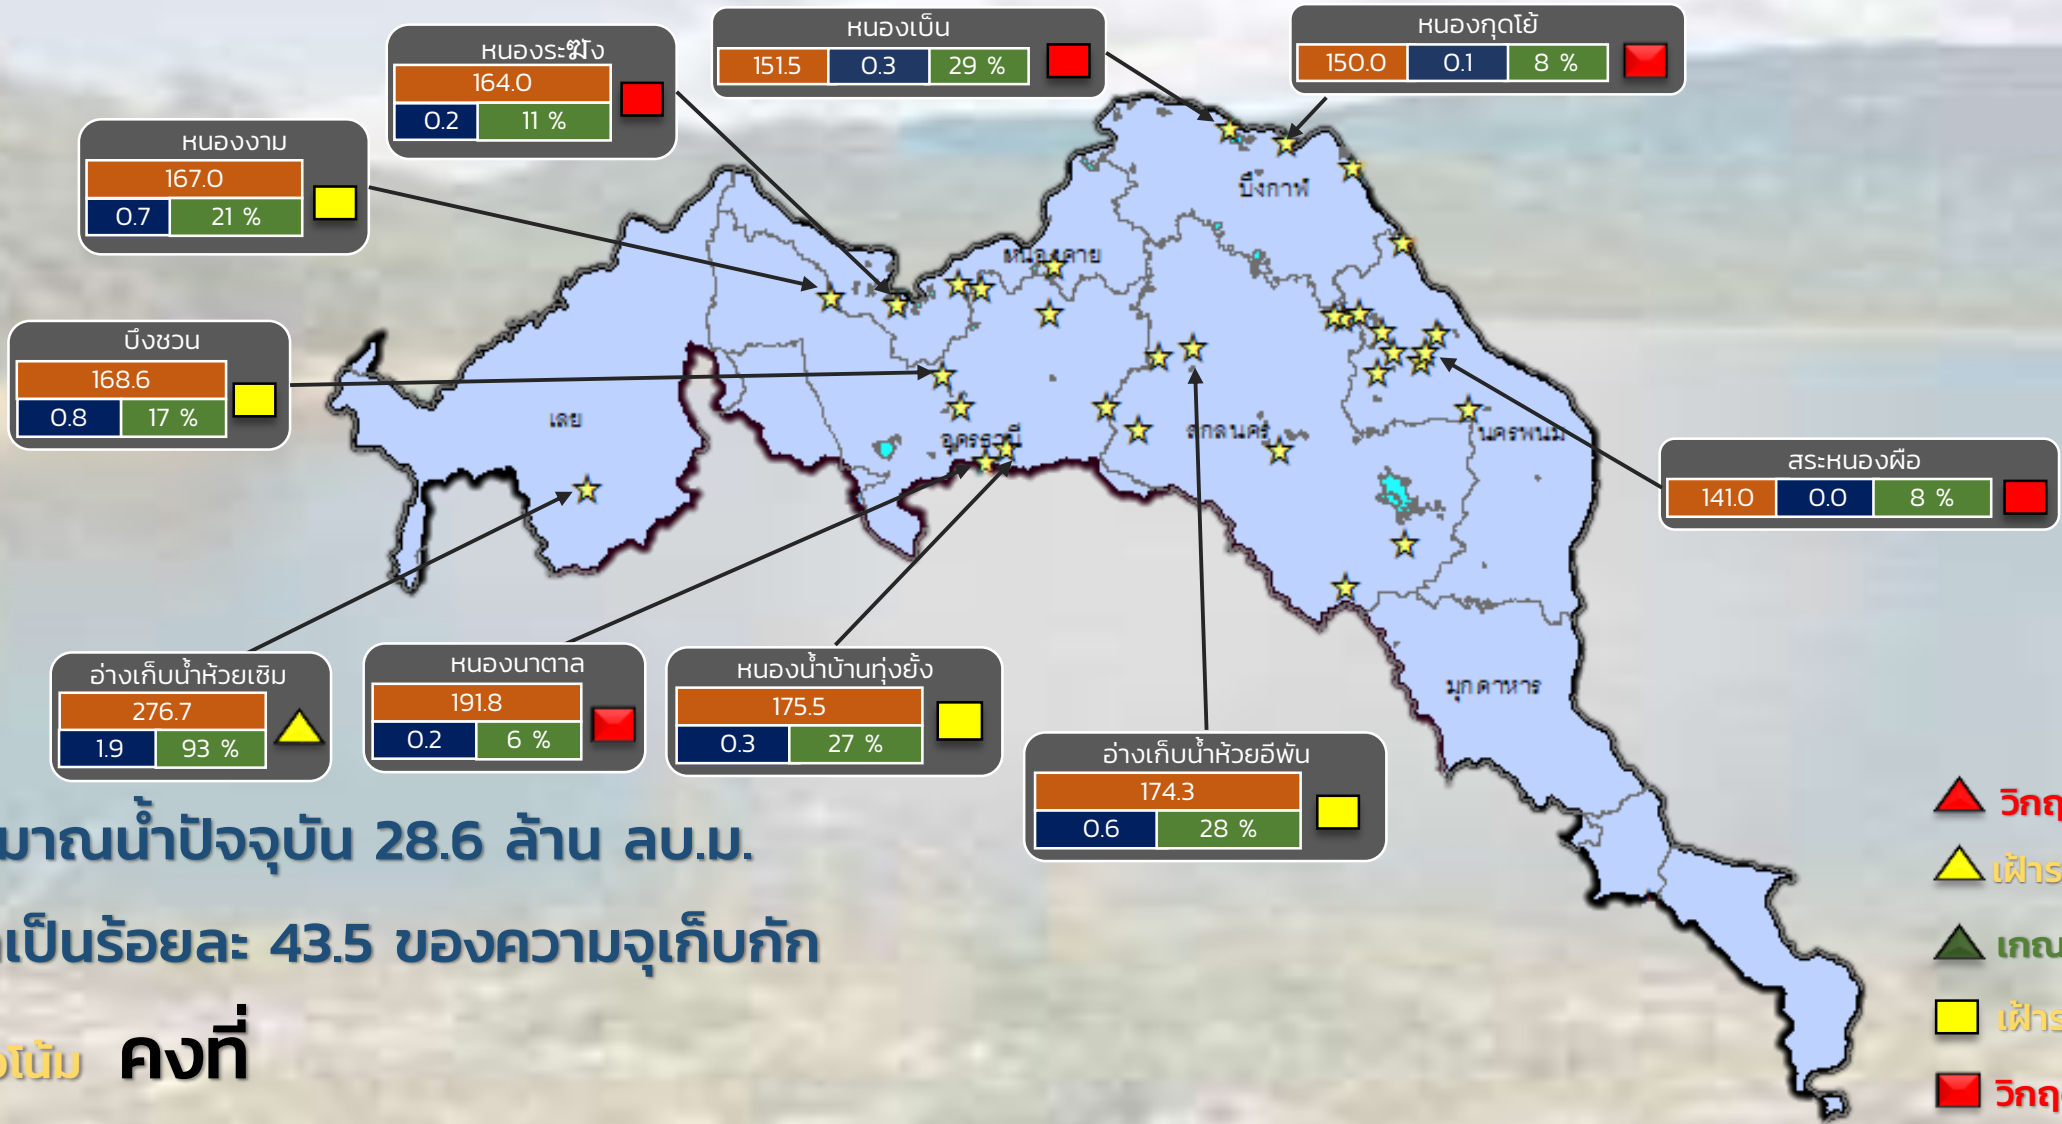 หนองระฆัง
164.0
0.2 11 %
หนองเบ็น
151.5 0.3 29 %
หนองกุดโย้
150.0 0.1 8 %
หนองงาม
167.0
0.7 21 %
บึงชวน
168.6
0.8 17 %
บึงกาฬ
หนองคาย
เลย
อุดรธานี
สกลนคร
นครพนม
มุกดาหาร
สระหนองผือ
141.0 0.0 8 %
อ่างเก็บน้ำห้วยเซิม
276.7
1.9 93 %
หนองนาตาล
191.8
0.2 6 %
หนองน้ำบ้านทุ่งยั้ง
175.5
0.3 27 %
อ่างเก็บน้ำห้วยอีพัน
174.3
0.6 28 %
มาณน้ำปัจจุบัน 28.6 ล้าน ลบ.ม.
เป็นร้อยละ 43.5 ของความจุเก็บกัก
โน้ม คงที่
วิกฤ
เฝ้าร
เกณ
เฝ้าร
วิกฤ